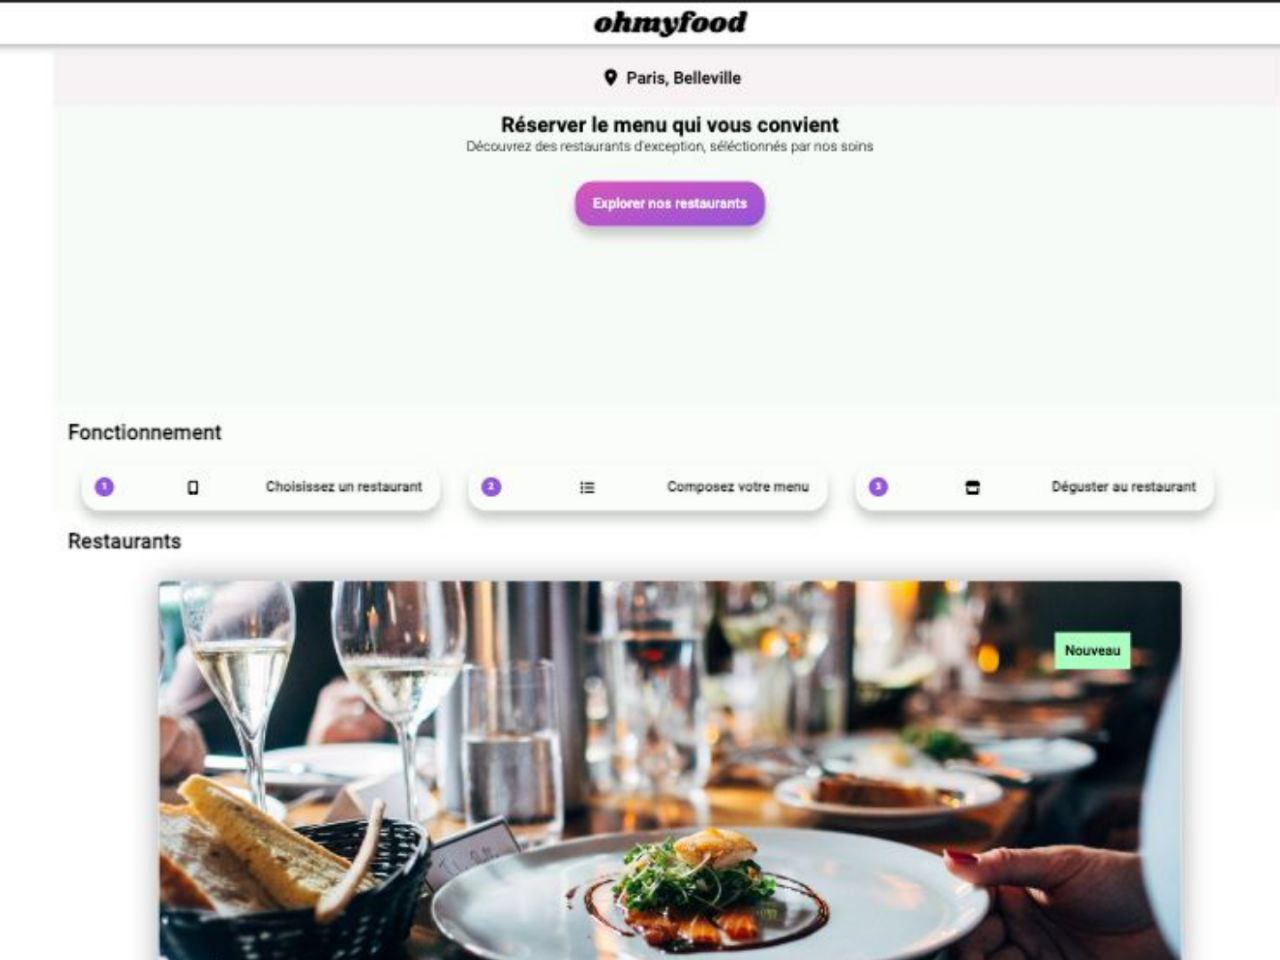 ohmyfood
Paris, Belleville
Réserver le menu qui vous convient
Découvrez des restaurants d'exception, séléctionnés par nos soins
Explorer nos restaurants
Fonctionnement
1 Choisissez un restaurant
2 Composez votre menu
3 Déguster au restaurant
Restaurants
Nouveau